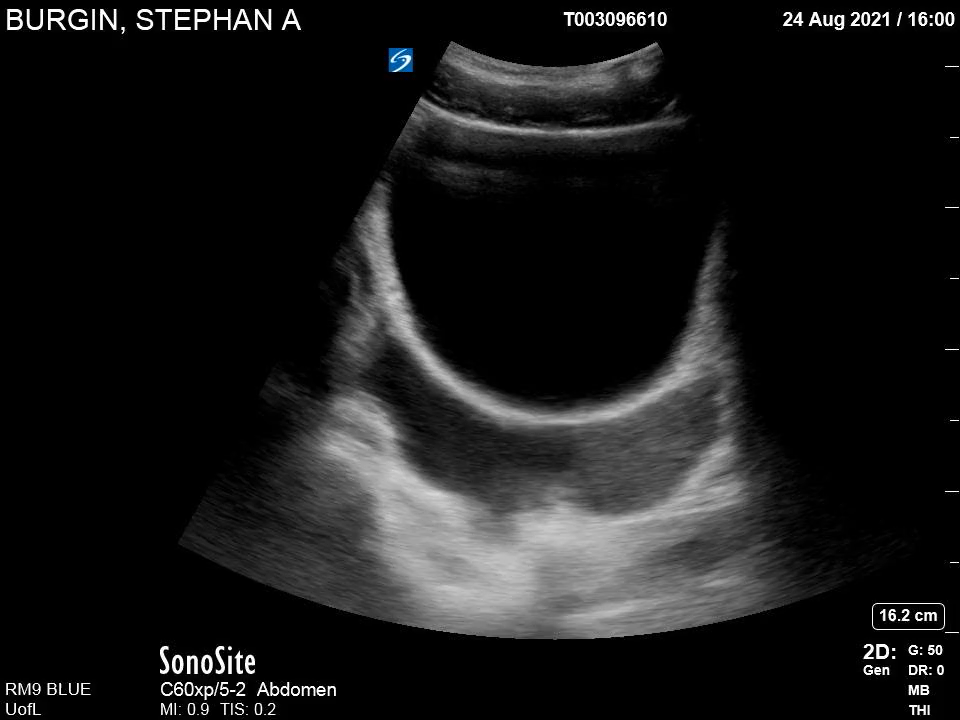 BURGIN, STEPHAN A
T003096610
24 Aug 2021 / 16:00
16.2 cm
2D:
G: 50
Gen
DR: 0
MB
THI
SonoSite
RM9 BLUE
C60xp/5-2 Abdomen
UofL
MI: 0.9 TIS: 0.2